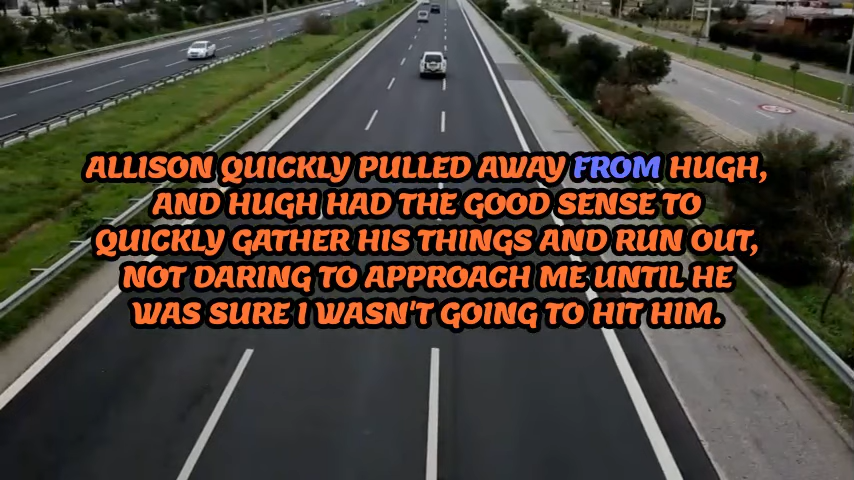 ALLISON QUICKLY PULLED AWAY FROM HUGH,
AND HUGH HAD THE GOOD SENSE TO
QUICKLY GATHER HIS THINGS AND RUN OUT,
NOT DARING TO APPROACH ME UNTIL HE
WAS SURE I WASN'T GOING TO HIT HIM.